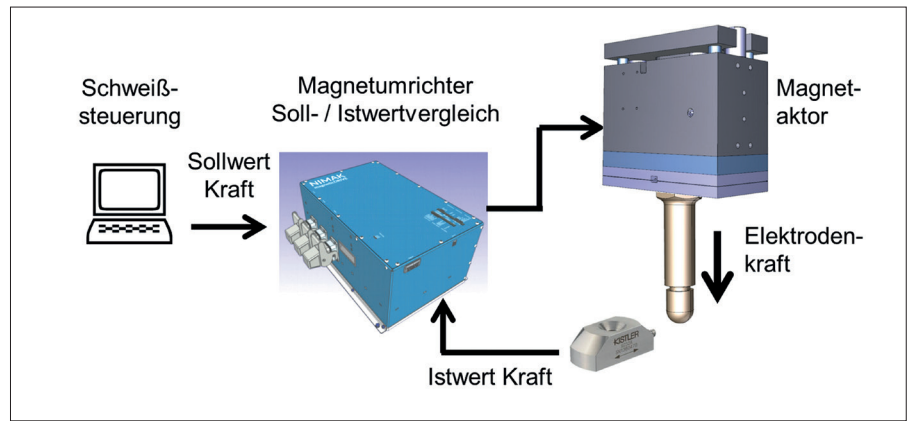 Schweiß-
steuerung
Magnetumrichter
Soll- / Istwertvergleich
Magnet-
aktor
Sollwert
Kraft
NIMAK
Elektroden-
kraft
KISTLER
Istwert Kraft